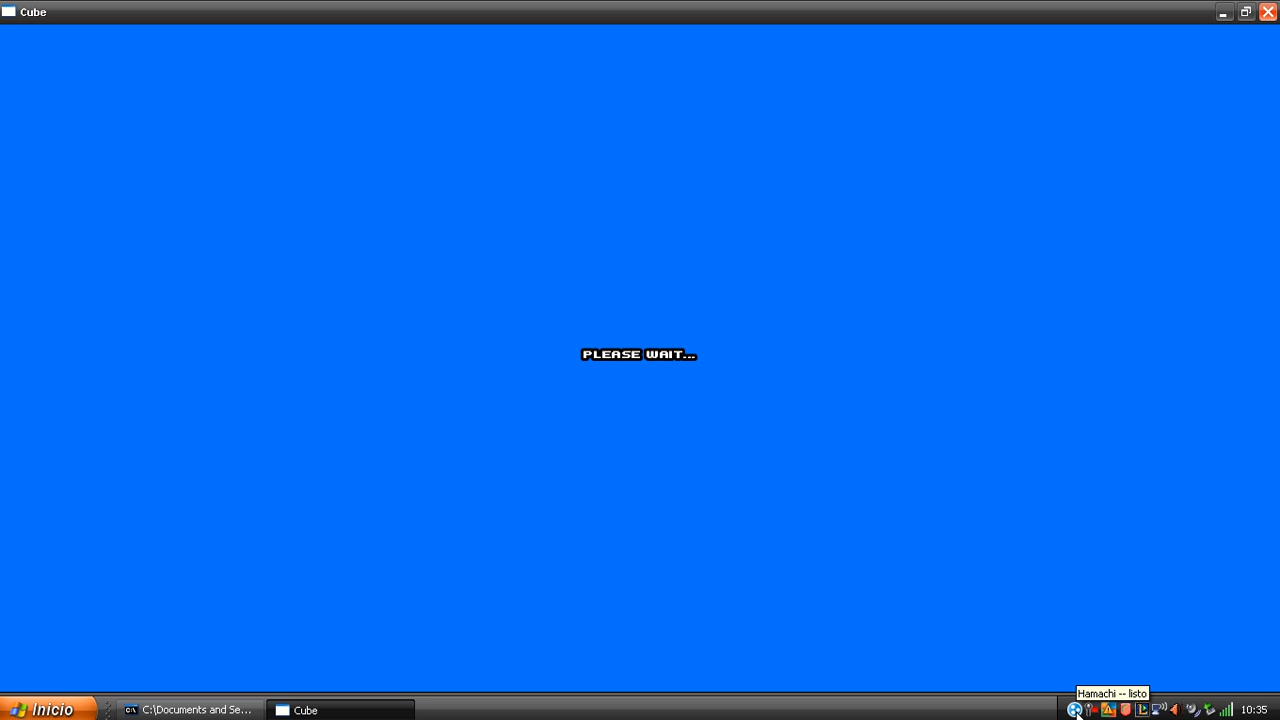 Cube
PLEASE WAIT...
Hamachi -- listo
Inicio
C:\Documents and Se...
Cube
10:35